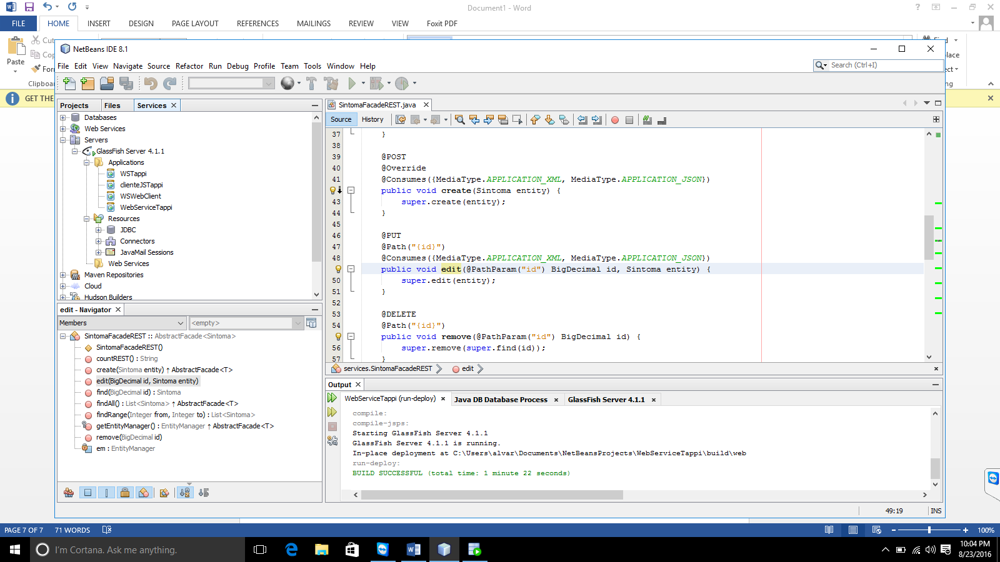 Document1 - Word
FILE
HOME
INSERT
DESIGN
PAGE LAYOUT
REFERENCES
MAILINGS
REVIEW
VIEW
Foxit PDF
Paste
Clipboar
GET THE
NetBeans IDE 8.1
File Edit View Navigate Source Refactor Run Debug Profile Team Tools Window Help
Search (Ctrl+I)
Projects
Files
Services
Databases
Web Services
Servers
GlassFish Server 4.1.1
Applications
WSTappi
clienteJSTappi
WSWebClient
WebServiceTappi
Resources
JDBC
Connectors
JavaMail Sessions
Web Services
Maven Repositories
Cloud
Hudson Builders
edit - Navigator
Members
<empty>
SintomaFacadeREST :: AbstractFacade<Sintoma>
SintomaFacadeREST()
countREST() : String
create(Sintoma entity) ↑ AbstractFacade<T>
edit(BigDecimal id, Sintoma entity)
find(BigDecimal id) : Sintoma
findAll() : List<Sintoma> ↑ AbstractFacade<T>
findRange(Integer from, Integer to) : List<Sintoma>
getEntityManager() : EntityManager ↑ AbstractFacade<T>
remove(BigDecimal id)
em : EntityManager
SintomaFacadeREST.java
Source
History
37 }
38
39 @POST
40 @Override
41 @Consumes({MediaType.APPLICATION_XML, MediaType.APPLICATION_JSON})
public void create(Sintoma entity) {
43 super.create(entity);
44 }
45
46 @PUT
47 @Path("{id}")
48 @Consumes({MediaType.APPLICATION_XML, MediaType.APPLICATION_JSON})
public void edit(@PathParam("id") BigDecimal id, Sintoma entity) {
50 super.edit(entity);
51 }
52
53 @DELETE
54 @Path("{id}")
public void remove(@PathParam("id") BigDecimal id) {
56 super.remove(super.find(id));
57 }
services.SintomaFacadeREST
edit
Output
WebServiceTappi (run-deploy)
Java DB Database Process
GlassFish Server 4.1.1
compile:
compile-jsps:
Starting GlassFish Server 4.1.1
GlassFish Server 4.1.1 is running.
In-place deployment at C:\Users\alvar\Documents\NetBeansProjects\WebServiceTappi\build\web
run-deploy:
BUILD SUCCESSFUL (total time: 1 minute 22 seconds)
49:19
INS
PAGE 7 OF 7
71 WORDS
100%
I'm Cortana. Ask me anything.
10:04 PM
8/23/2016